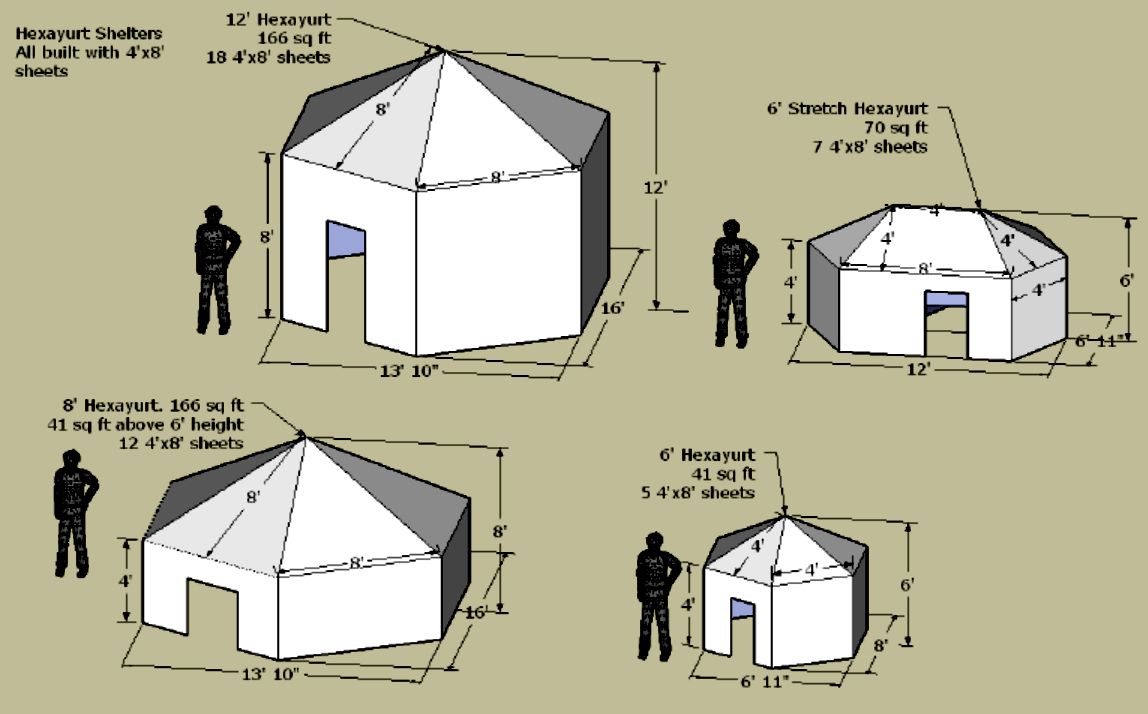 Hexayurt Shelters
All built with 4'x8'
sheets
12' Hexayurt
166 sq ft
18 4'x8' sheets
8'
8'
8'
12'
16'
13' 10"
6' Stretch Hexayurt
70 sq ft
7 4'x8' sheets
4'
4'
4'
8'
4'
4'
6'
6' 11"
12'
8' Hexayurt. 166 sq ft
41 sq ft above 6' height
12 4'x8' sheets
8'
8'
8'
4'
16'
13' 10"
6' Hexayurt
41 sq ft
5 4'x8' sheets
4'
4'
4'
6'
8'
6' 11"